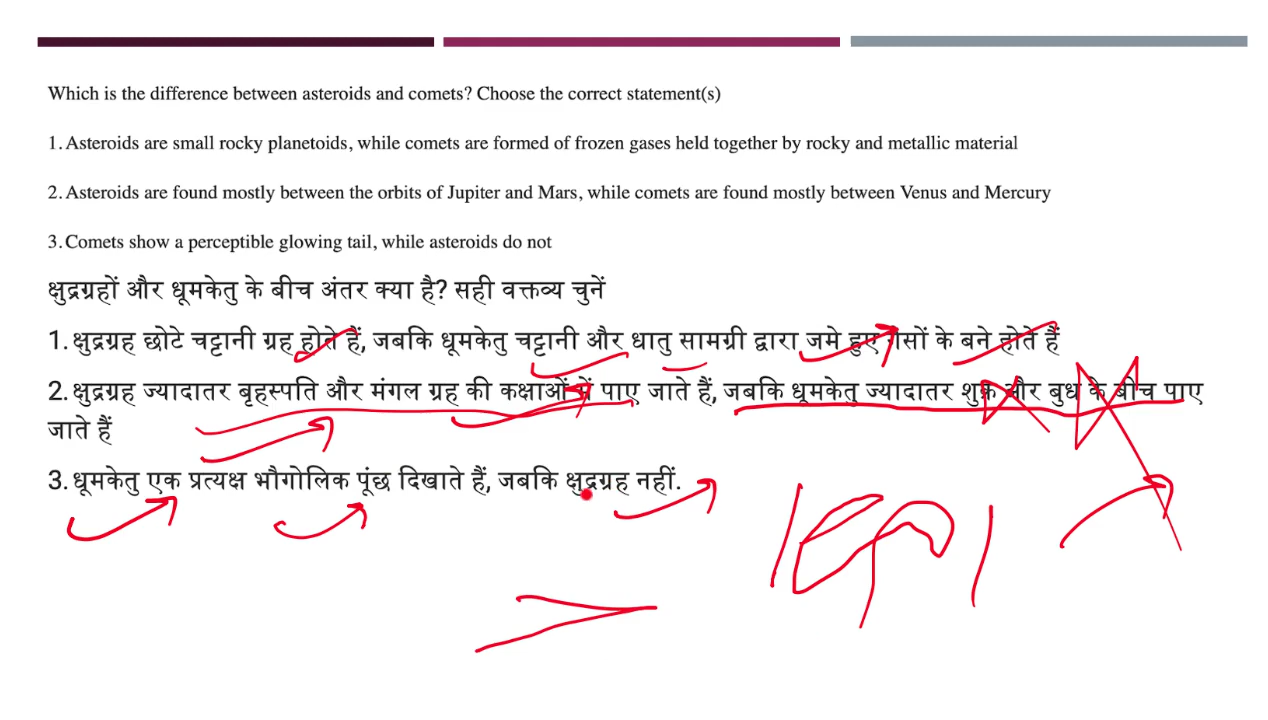 Which is the difference between asteroids and comets? Choose the correct statement(s)
1. Asteroids are small rocky planetoids, while comets are formed of frozen gases held together by rocky and metallic material
2. Asteroids are found mostly between the orbits of Jupiter and Mars, while comets are found mostly between Venus and Mercury
3. Comets show a perceptible glowing tail, while asteroids do not
क्षुद्रग्रहों और धूमकेतु के बीच अंतर क्या है? सही वक्तव्य चुनें
1. क्षुद्रग्रह छोटे चट्टानी ग्रह होते हैं, जबकि धूमकेतु चट्टानी और धातु सामग्री द्वारा जमे हुए गैसों के बने होते हैं
2. क्षुद्रग्रह ज्यादातर बृहस्पति और मंगल ग्रह की कक्षाओं में पाए जाते हैं, जबकि धूमकेतु ज्यादातर शुक्र और बुध के बीच पाए
जाते हैं
3. धूमकेतु एक प्रत्यक्ष भौगोलिक पूंछ दिखाते हैं, जबकि क्षुद्रग्रह नहीं.